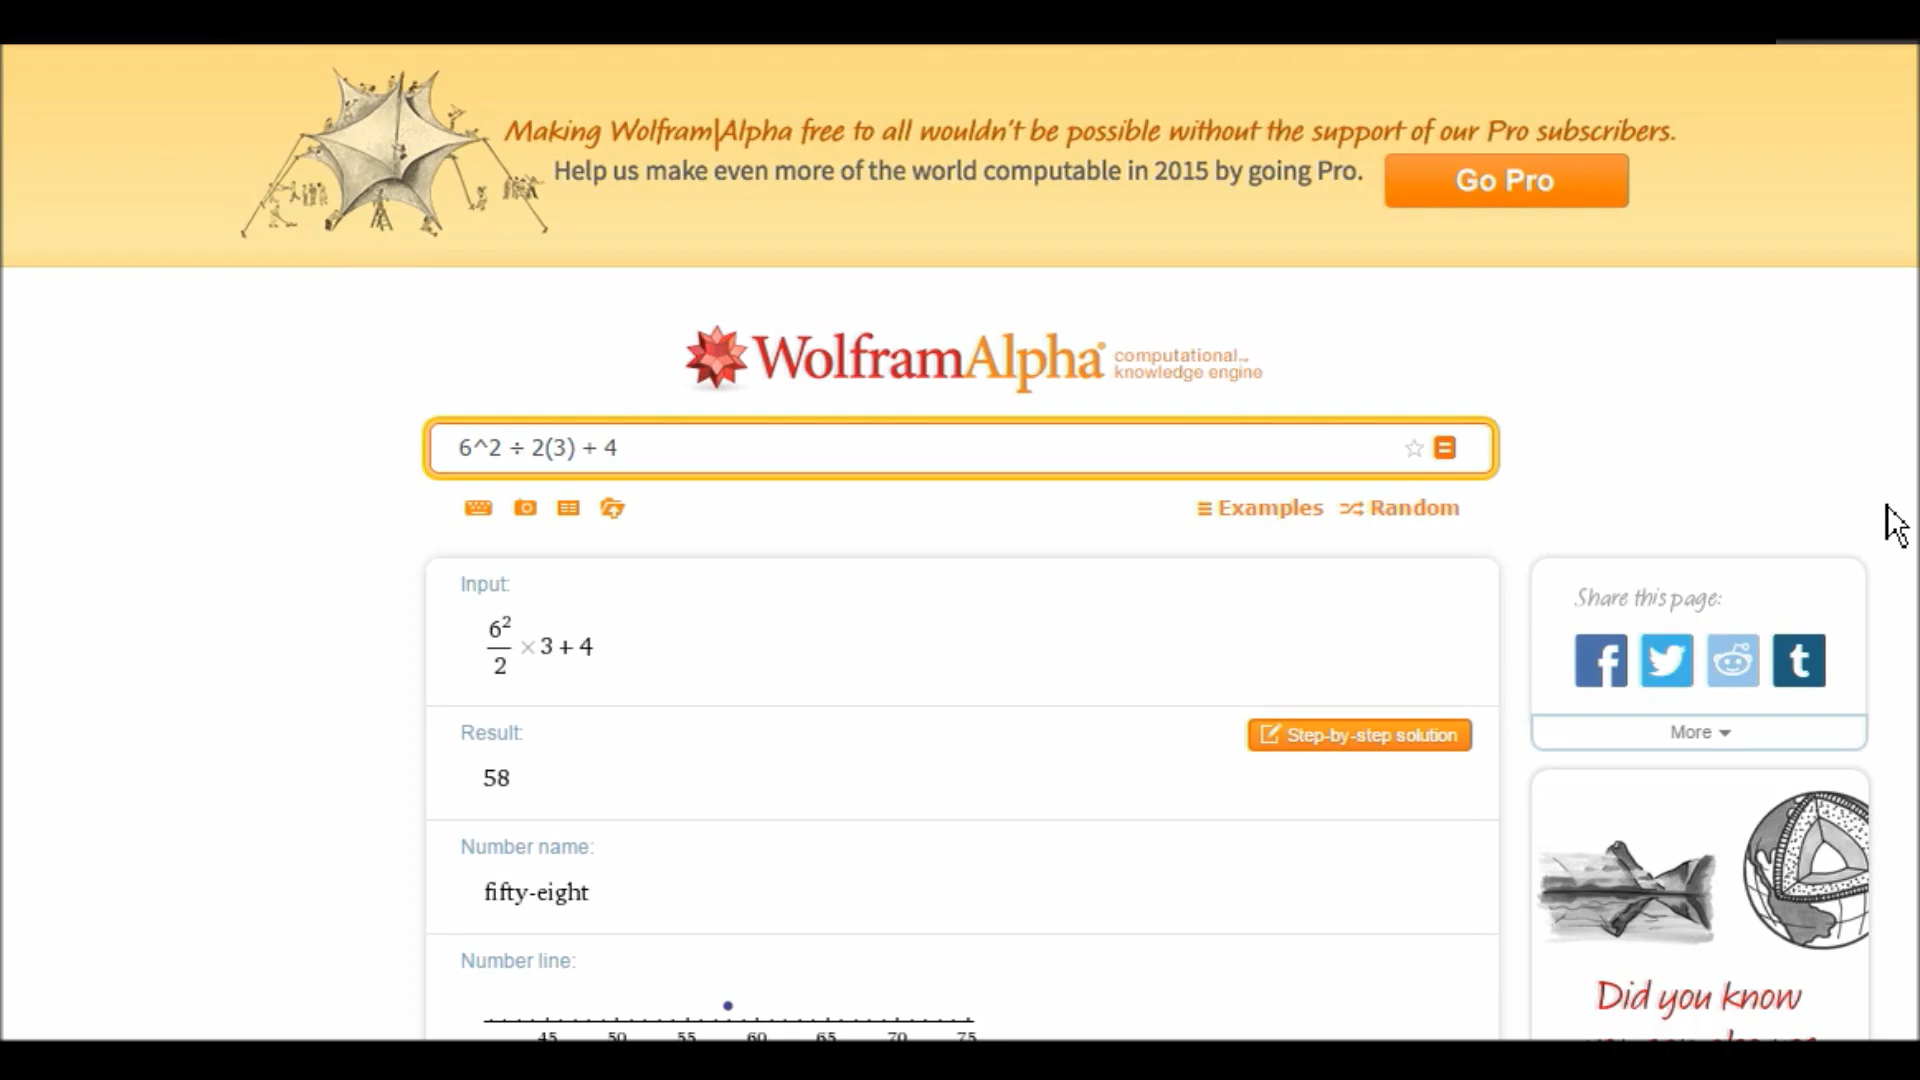 Making Wolfram|Alpha free to all wouldn't be possible without the support of our Pro subscribers.
Help us make even more of the world computable in 2015 by going Pro.
Go Pro
WolframAlpha computational™ knowledge engine
6^2 ÷ 2(3) + 4
Examples Random
Input:
6²
2
× 3 + 4
Share this page:
f
t
More
Result:
Step-by-step solution
58
Number name:
fifty-eight
Number line:
45 50 55 60 65 70 75
Did you know